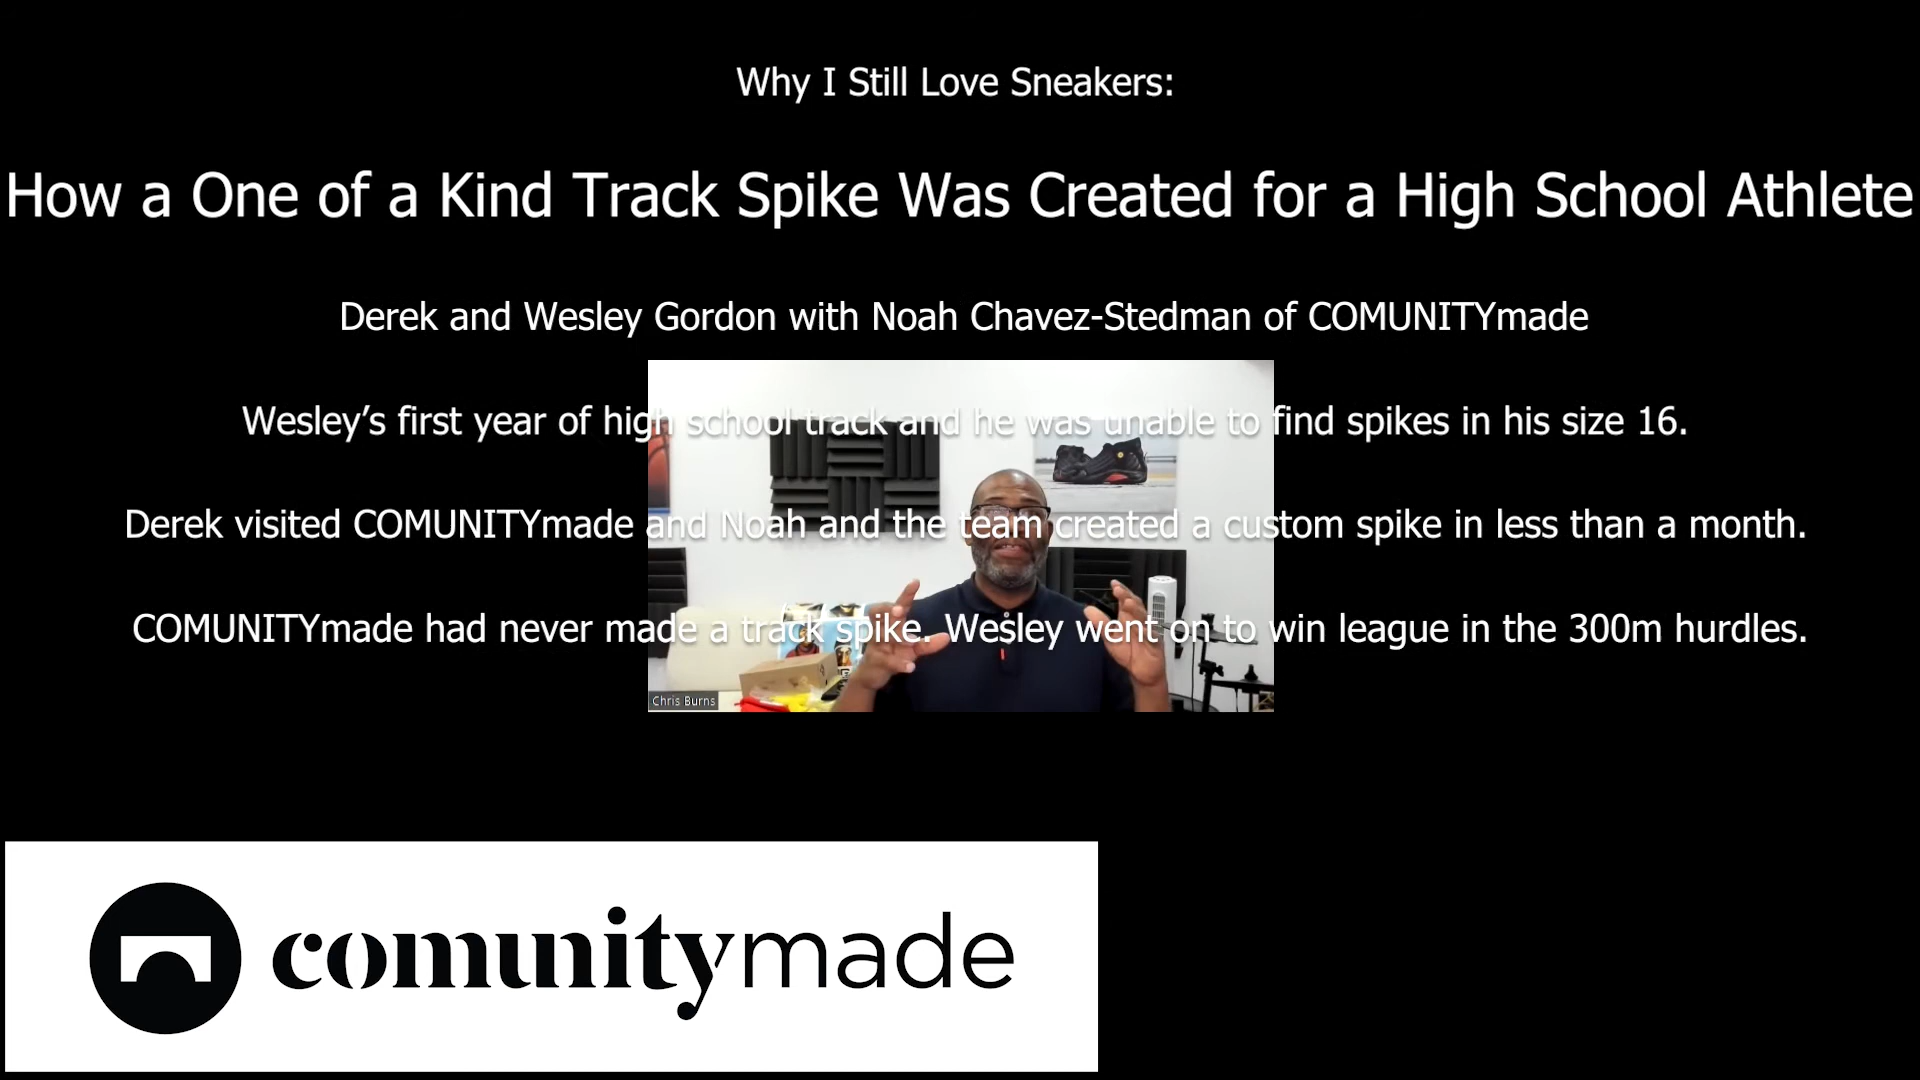 Why I Still Love Sneakers:
How a One of a Kind Track Spike Was Created for a High School Athlete
Derek and Wesley Gordon with Noah Chavez-Stedman of COMUNITYmade
Wesley’s first year of high school track and he was unable to find spikes in his size 16.
Derek visited COMUNITYmade and Noah and the team created a custom spike in less than a month.
COMUNITYmade had never made a track spike. Wesley went on to win league in the 300m hurdles.
Chris Burns
comunitymade